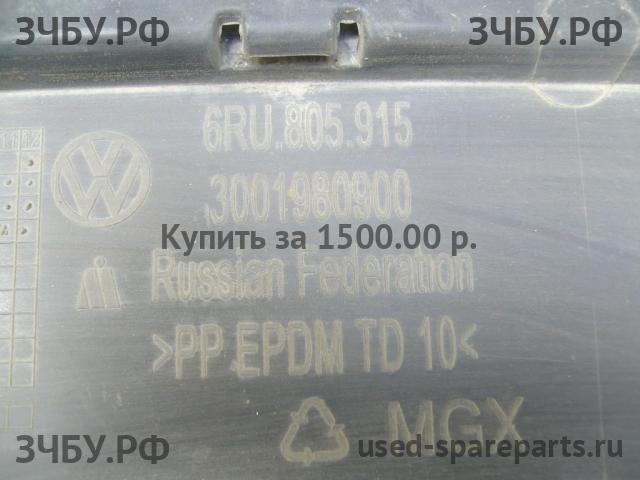 ЗЧБУ.РФ
ЗЧБУ.РФ
6RU.805.915
3001980900
Купить за 1500.00 р.
Russian Federation
>PP.EPDM TD 10<
MGX
ЗЧБУ.РФ
used-spareparts.ru